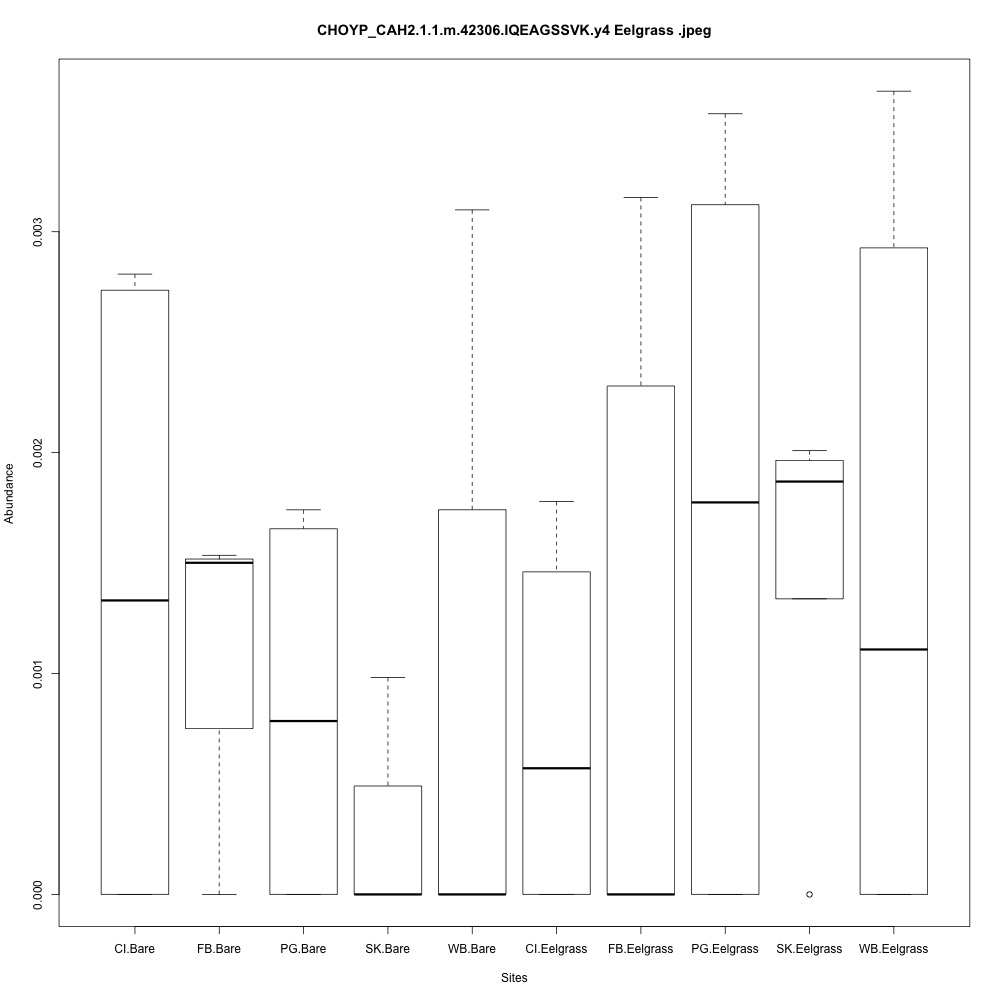 CHOYP_CAH2.1.1.m.42306.IQEAGSSVK.y4 Eelgrass .jpeg
Abundance
0.003
0.002
0.001
0.000
CI.Bare FB.Bare PG.Bare SK.Bare WB.Bare CI.Eelgrass FB.Eelgrass PG.Eelgrass SK.Eelgrass WB.Eelgrass
Sites